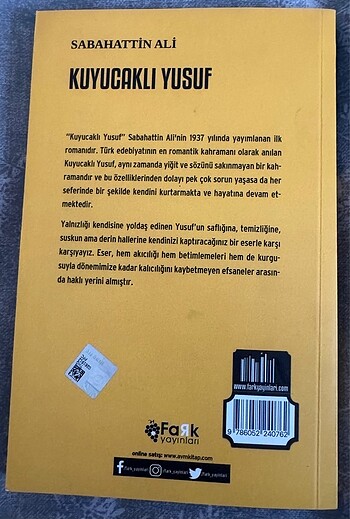 SABAHATTİN ALİ
KUYUCAKLI YUSUF
"Kuyucaklı Yusuf" Sabahattin Ali'nin 1937 yılında yayımlanan ilk
romanıdır. Türk edebiyatının en romantik kahramanı olarak anılan
Kuyucaklı Yusuf, aynı zamanda yiğit ve sözünü sakınmayan bir kah-
ramandır ve bu özelliklerinden dolayı pek çok sorun yaşasa da her
seferinde bir şekilde kendini kurtarmakta ve hayatına devam et-
mektedir.
Yalnızlığı kendisine yoldaş edinen Yusuf'un saflığına, temizliğine,
suskun ama derin hallerine kendinizi kaptıracağınız bir eserle karşı
karşıyayız. Eser, hem akıcılığı hem betimlemeleri hem de kurgu-
suyla dönemimize kadar kalıcılığını kaybetmeyen efsaneler arasın-
da haklı yerini almıştır.
www.farkyayinlari.com
FaRk
yayınları
9 786052 240762
online satış: www.avmkitap.com
/fark_yayinlari
/fark_yayinlari
/fark_yayinlari